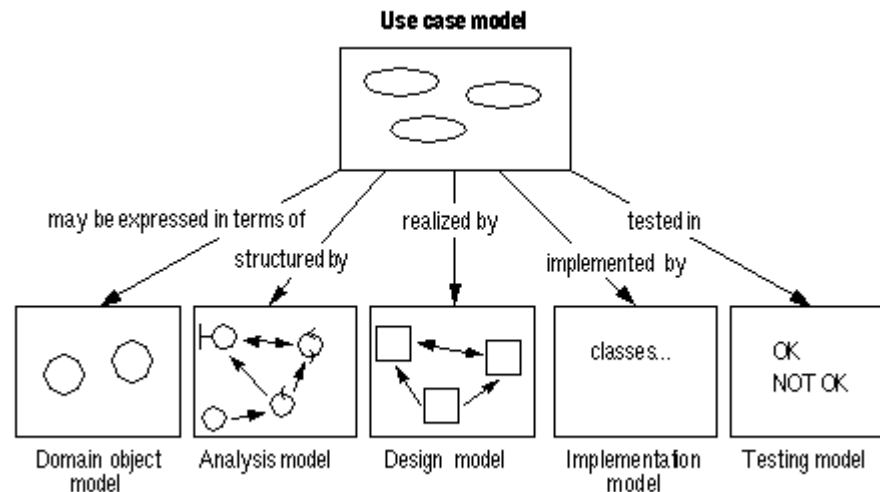 Use case model
may be expressed in terms of
realized by
tested in
structured by
implemented by
classes...
OK
NOT OK
Domain object
model
Analysis model
Design model
Implementation
model
Testing model